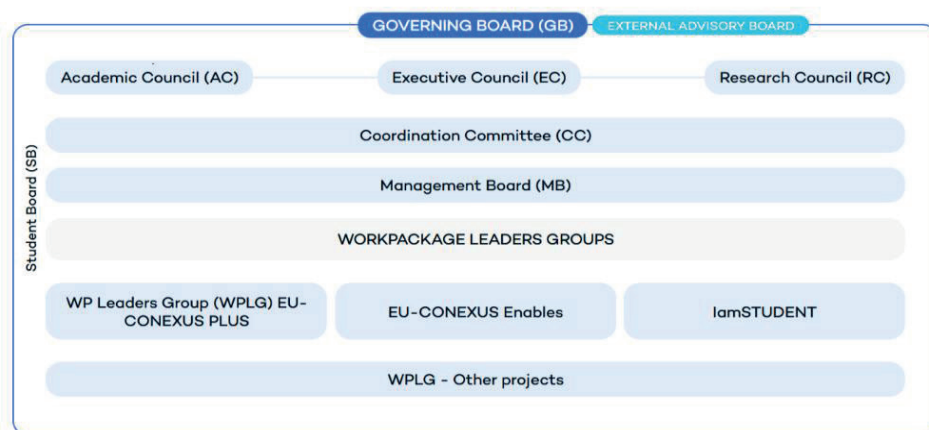 GOVERNING BOARD (GB)
EXTERNAL ADVISORY BOARD
Academic Council (AC)
Executive Council (EC)
Research Council (RC)
Student Board (SB)
Coordination Committee (CC)
Management Board (MB)
WORKPACKAGE LEADERS GROUPS
WP Leaders Group (WPLG) EU-
CONEXUS PLUS
EU-CONEXUS Enables
IamSTUDENT
WPLG - Other projects